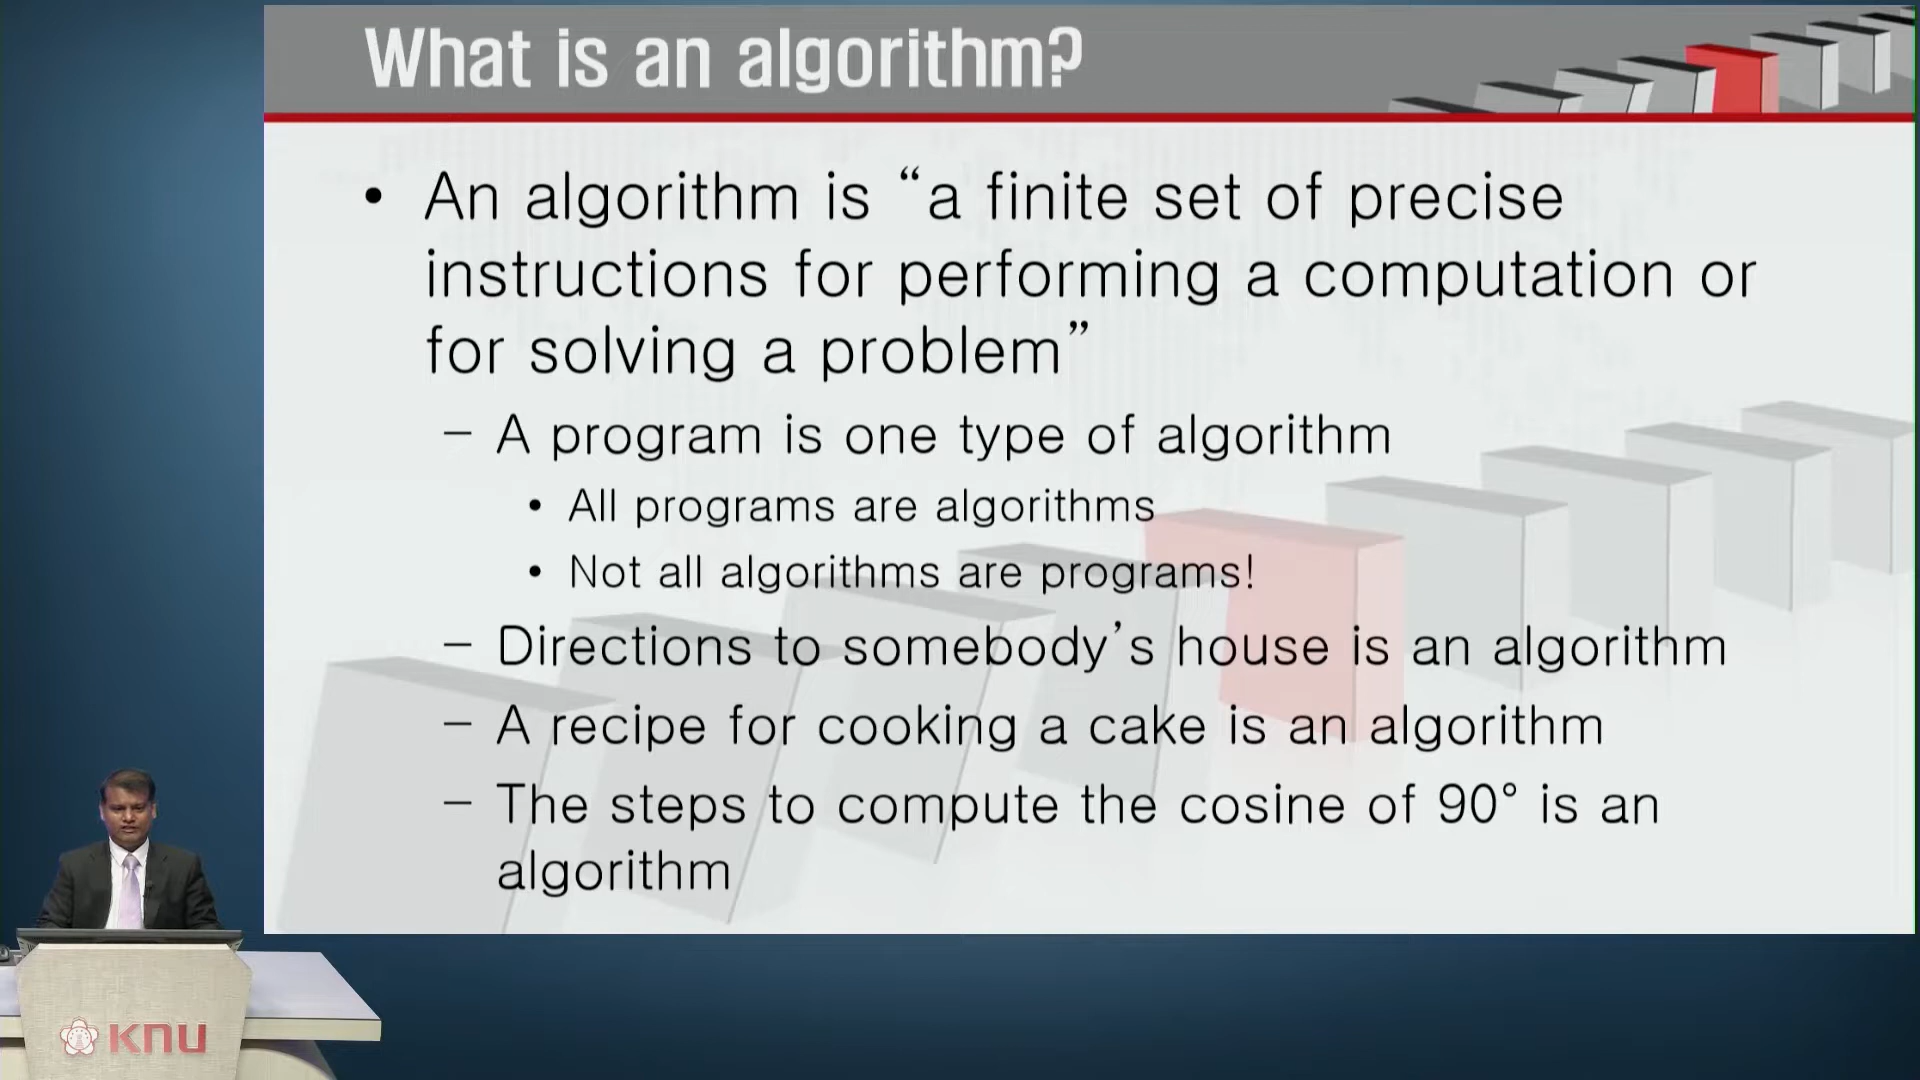 What is an algorithm?
• An algorithm is “a finite set of precise
instructions for performing a computation or
for solving a problem”
– A program is one type of algorithm
• All programs are algorithms
• Not all algorithms are programs!
– Directions to somebody’s house is an algorithm
– A recipe for cooking a cake is an algorithm
– The steps to compute the cosine of 90° is an
algorithm
KNU